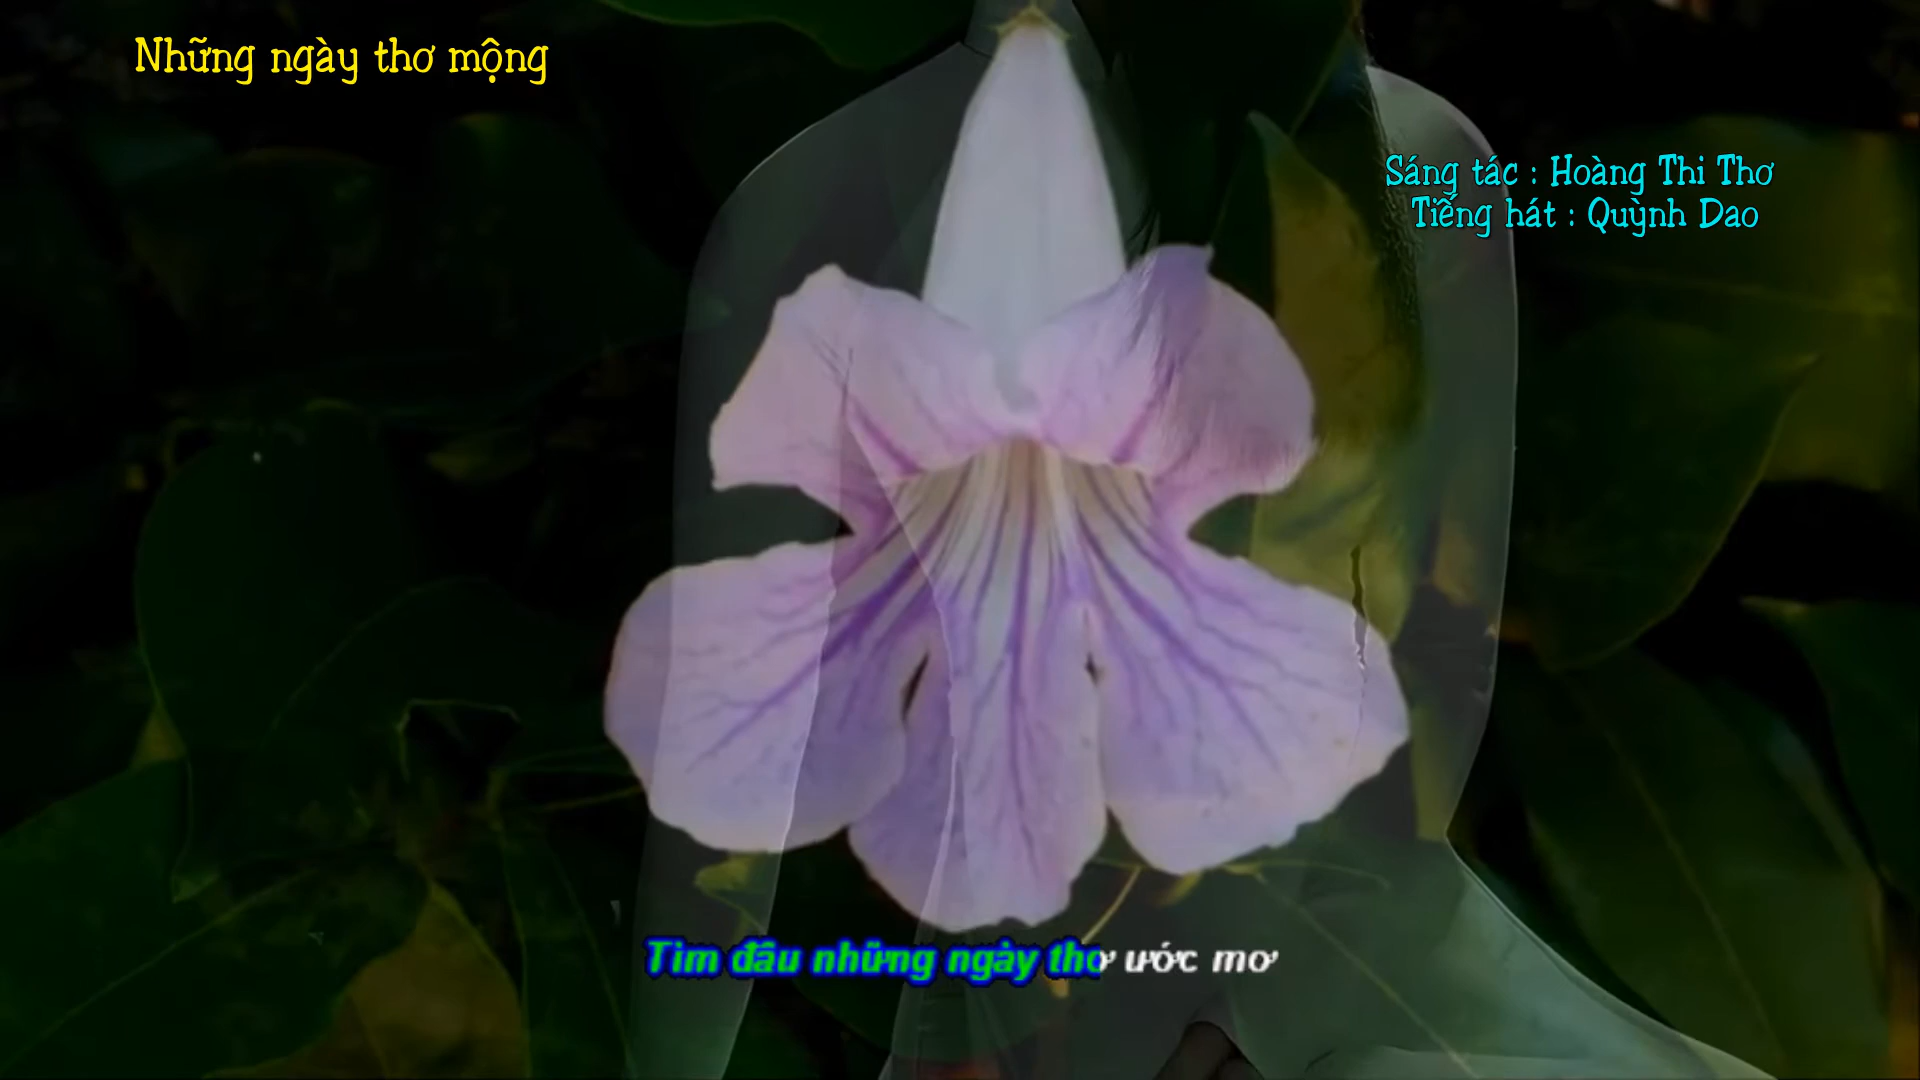 Những ngày thơ mộng
Sáng tác : Hoàng Thi Thơ
Tiếng hát : Quỳnh Dao
Tìm đâu những ngày thơ ước mơ